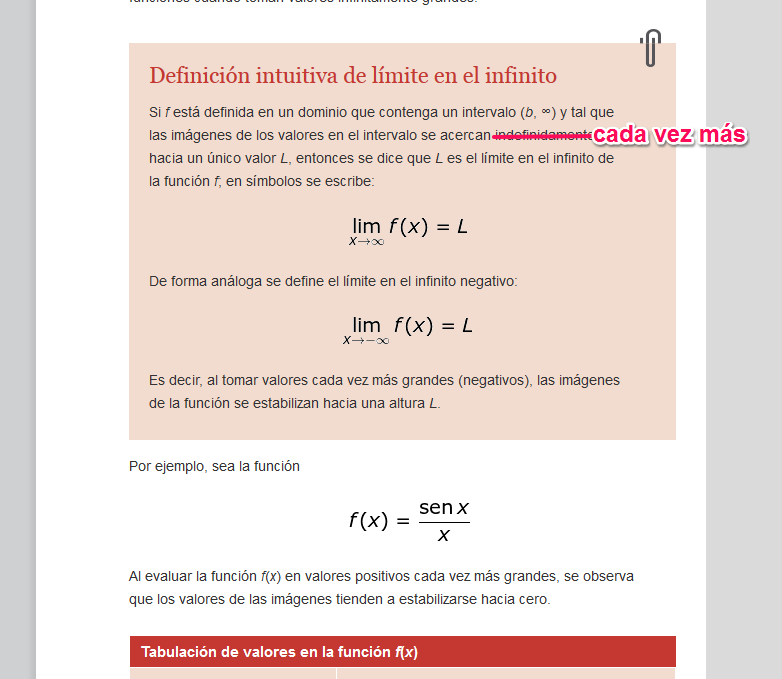 funciones cuando toman valores infinitamente grandes.
Definición intuitiva de límite en el infinito
Si f está definida en un dominio que contenga un intervalo (b, ∞) y tal que
las imágenes de los valores en el intervalo se acercan indefinidamente cada vez más
hacia un único valor L, entonces se dice que L es el límite en el infinito de
la función f; en símbolos se escribe:
lim f(x) = L
x→∞
De forma análoga se define el límite en el infinito negativo:
lim f(x) = L
x→−∞
Es decir, al tomar valores cada vez más grandes (negativos), las imágenes
de la función se estabilizan hacia una altura L.
Por ejemplo, sea la función
f(x) = sen x / x
Al evaluar la función f(x) en valores positivos cada vez más grandes, se observa
que los valores de las imágenes tienden a estabilizarse hacia cero.
Tabulación de valores en la función f(x)